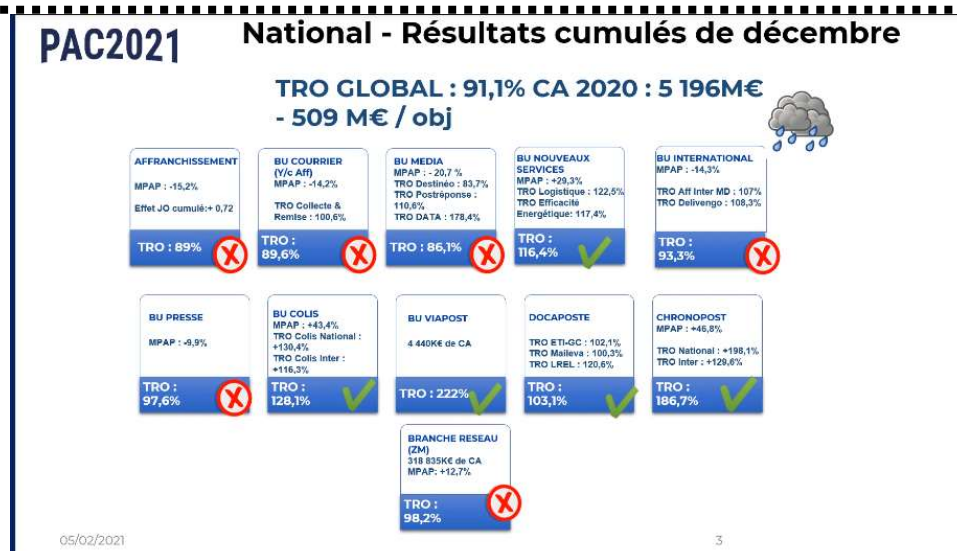 PAC2021
National - Résultats cumulés de décembre
TRO GLOBAL : 91,1% CA 2020 : 5 196M€
- 509 M€ / obj
AFFRANCHISSEMENT
MPAP : -15,2%
Effet JO cumulé:+ 0,72
TRO : 89%
BU COURRIER
(Y/c Aff)
MPAP : -14,2%
TRO Collecte &
Remise : 100,6%
TRO :
89,6%
BU MEDIA
MPAP : - 20,7 %
TRO Destinéo : 83,7%
TRO Postréponse :
110,6%
TRO DATA : 178,4%
TRO : 86,1%
BU NOUVEAUX
SERVICES
MPAP : +29,3%
TRO Logistique : 122,5%
TRO Efficacité
Energétique: 117,4%
TRO :
116,4%
BU INTERNATIONAL
MPAP : -14,3%
TRO Aff Inter MD : 107%
TRO Delivengo : 108,3%
TRO :
93,3%
BU PRESSE
MPAP : -9,9%
TRO :
97,6%
BU COLIS
MPAP : +43,4%
TRO Colis National :
+130,4%
TRO Colis Inter :
+116,3%
TRO :
128,1%
BU VIAPOST
4 440K€ de CA
TRO : 222%
DOCAPOSTE
TRO ETI-GC : 102,1%
TRO Maileva : 100,3%
TRO LREL : 120,6%
TRO :
103,1%
CHRONOPOST
MPAP : +46,8%
TRO National : +198,1%
TRO Inter : +129,6%
TRO :
186,7%
BRANCHE RESEAU
(ZM)
318 835K€ de CA
MPAP: +12,7%
TRO :
98,2%
05/02/2021
3